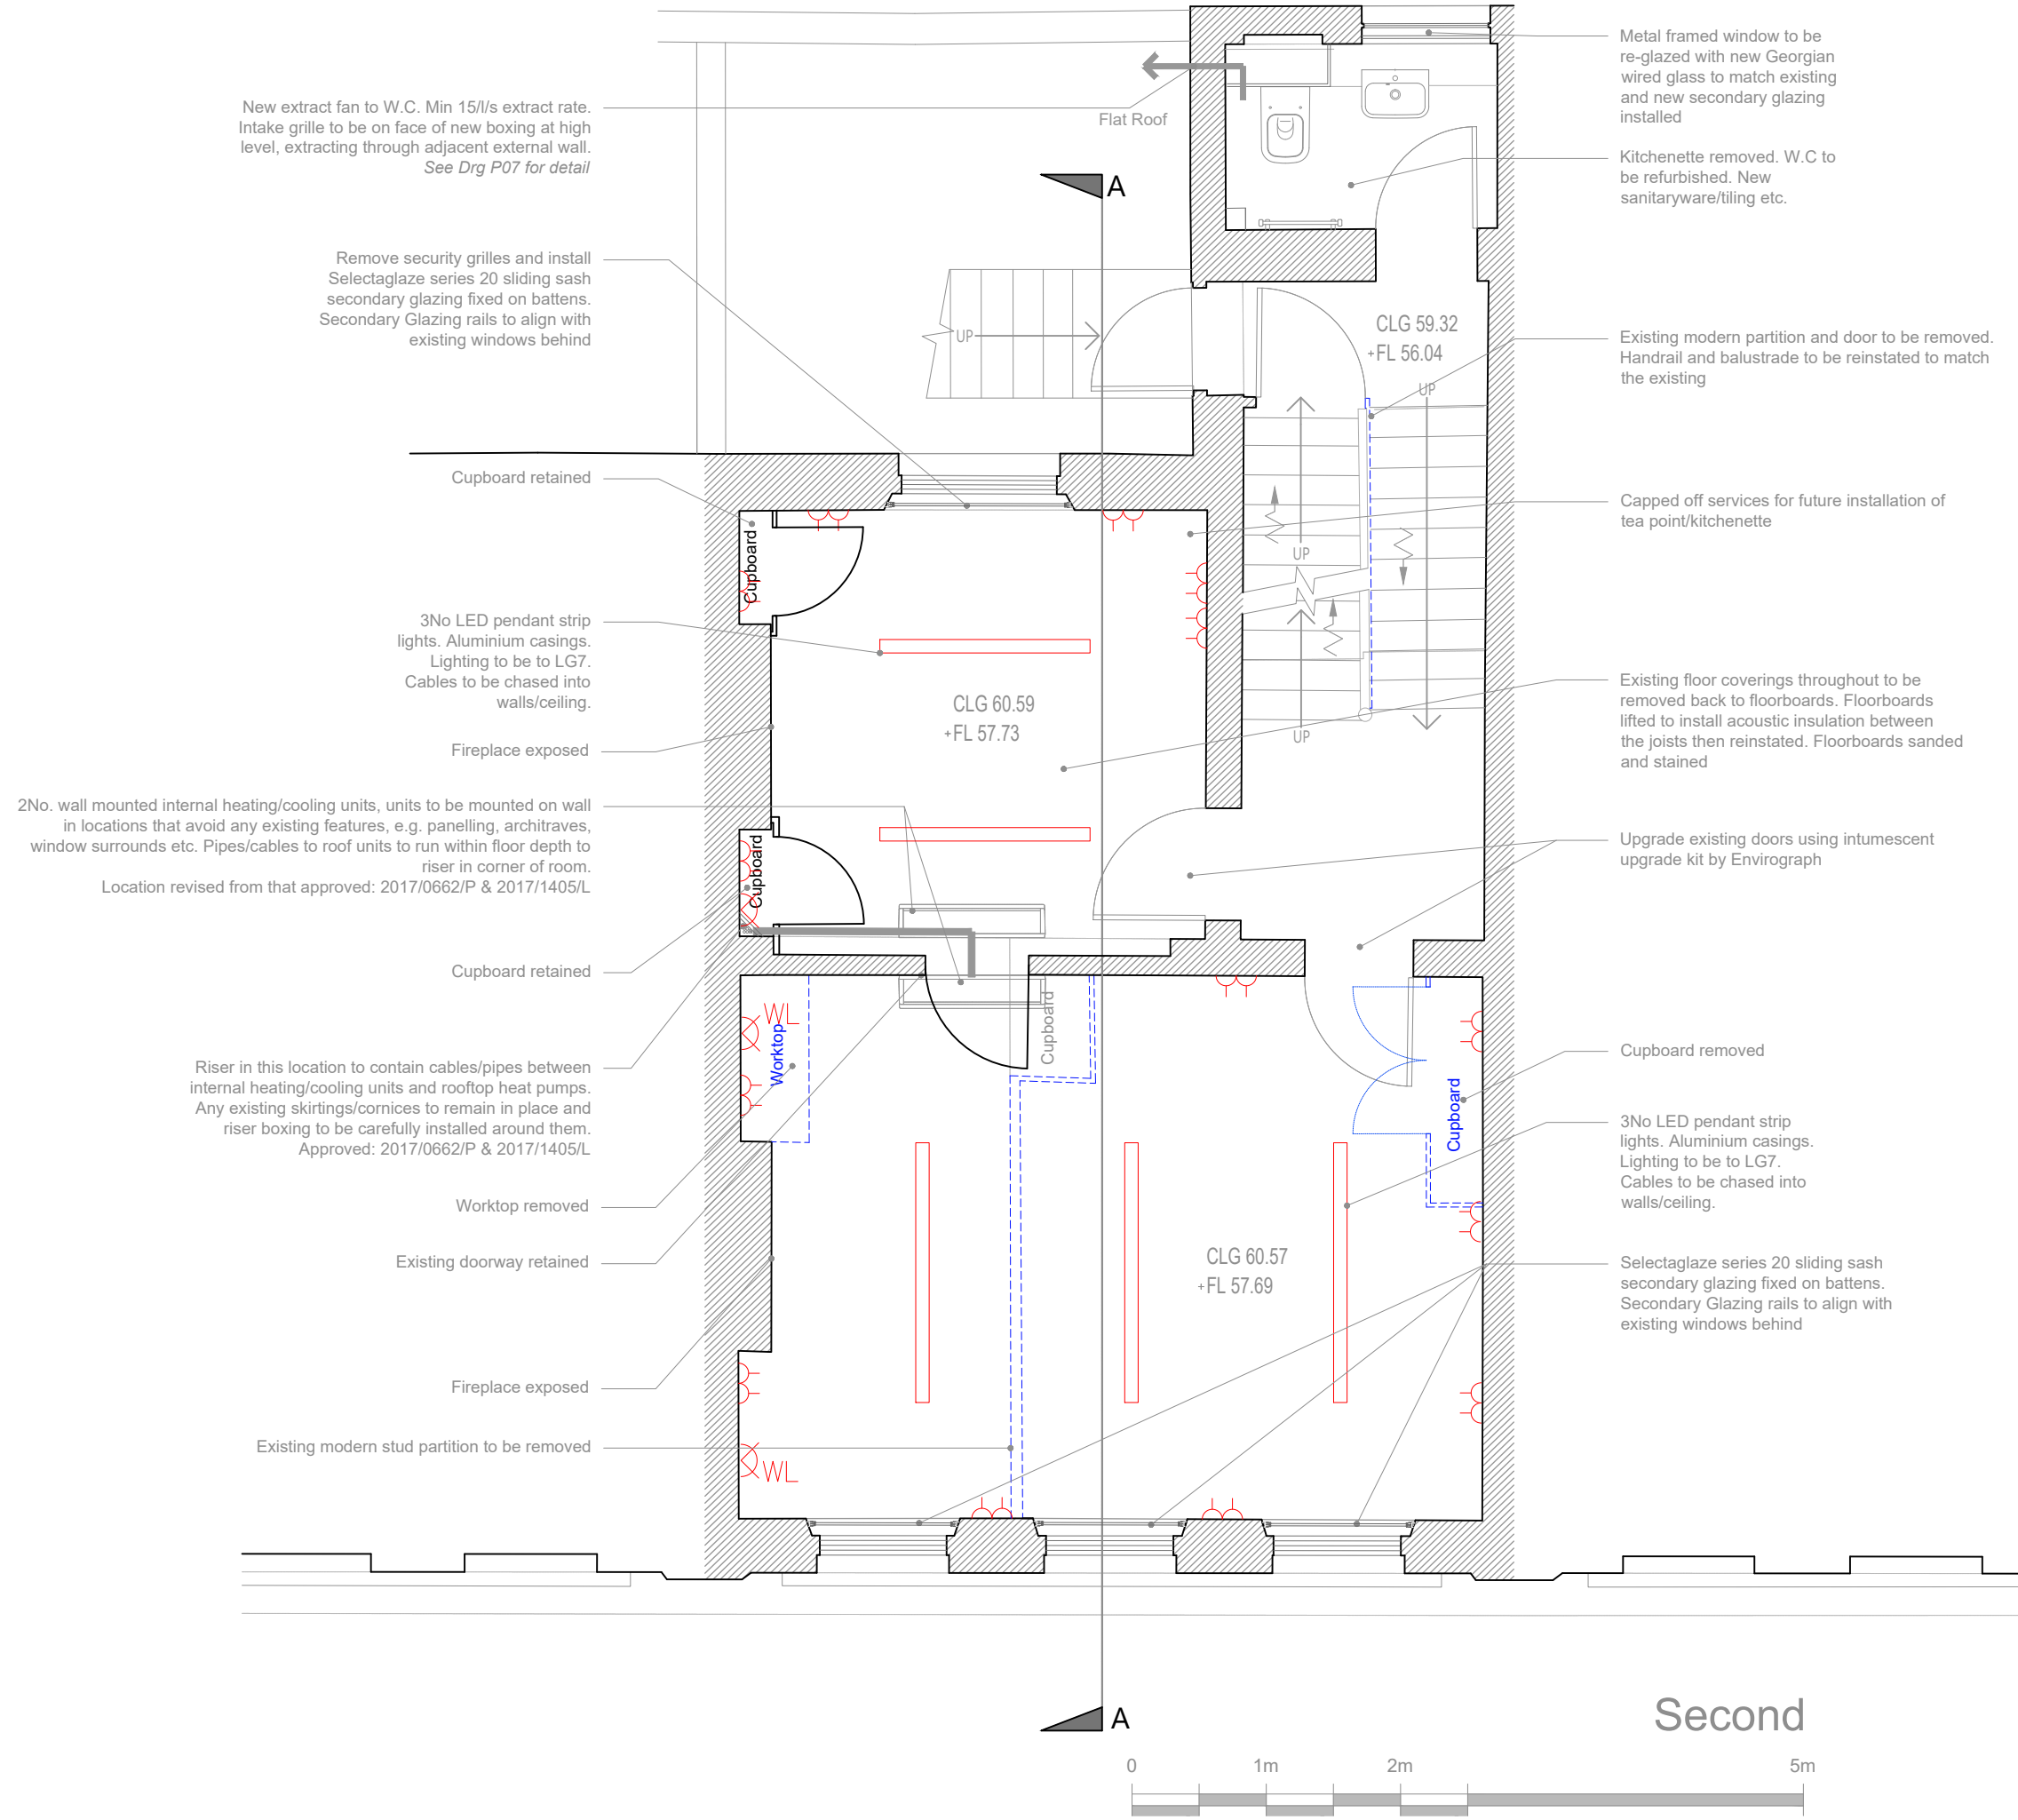 New extract fan to W.C. Min 15/l/s extract rate.
Intake grille to be on face of new boxing at high
level, extracting through adjacent external wall.
See Drg P07 for detail
Remove security grilles and install
Selectaglaze series 20 sliding sash
secondary glazing fixed on battens.
Secondary Glazing rails to align with
existing windows behind
Cupboard retained
3No LED pendant strip
lights. Aluminium casings.
Lighting to be to LG7.
Cables to be chased into
walls/ceiling.
Fireplace exposed
2No. wall mounted internal heating/cooling units, units to be mounted on wall
in locations that avoid any existing features, e.g. panelling, architraves,
window surrounds etc. Pipes/cables to roof units to run within floor depth to
riser in corner of room.
Location revised from that approved: 2017/0662/P & 2017/1405/L
Cupboard retained
Riser in this location to contain cables/pipes between
internal heating/cooling units and rooftop heat pumps.
Any existing skirtings/cornices to remain in place and
riser boxing to be carefully installed around them.
Approved: 2017/0662/P & 2017/1405/L
Worktop removed
Existing doorway retained
Fireplace exposed
Existing modern stud partition to be removed
Flat Roof
A
UP
CLG 59.32
+FL 56.04
UP
UP
UP
Cupboard
CLG 60.59
+FL 57.73
Cupboard
WL
Worktop
Cupboard
Cupboard
CLG 60.57
+FL 57.69
WL
A
Metal framed window to be
re-glazed with new Georgian
wired glass to match existing
and new secondary glazing
installed
Kitchenette removed. W.C to
be refurbished. New
sanitaryware/tiling etc.
Existing modern partition and door to be removed.
Handrail and balustrade to be reinstated to match
the existing
Capped off services for future installation of
tea point/kitchenette
Existing floor coverings throughout to be
removed back to floorboards. Floorboards
lifted to install acoustic insulation between
the joists then reinstated. Floorboards sanded
and stained
Upgrade existing doors using intumescent
upgrade kit by Envirograph
Cupboard removed
3No LED pendant strip
lights. Aluminium casings.
Lighting to be to LG7.
Cables to be chased into
walls/ceiling.
Selectaglaze series 20 sliding sash
secondary glazing fixed on battens.
Secondary Glazing rails to align with
existing windows behind
Second
0 1m 2m 5m